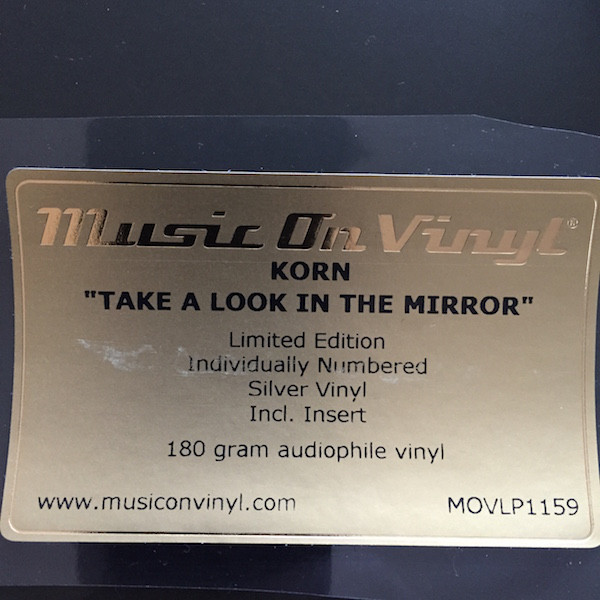 Music On Vinyl®
KORN
"TAKE A LOOK IN THE MIRROR"
Limited Edition
Individually Numbered
Silver Vinyl
Incl. Insert
180 gram audiophile vinyl
www.musiconvinyl.com MOVLP1159